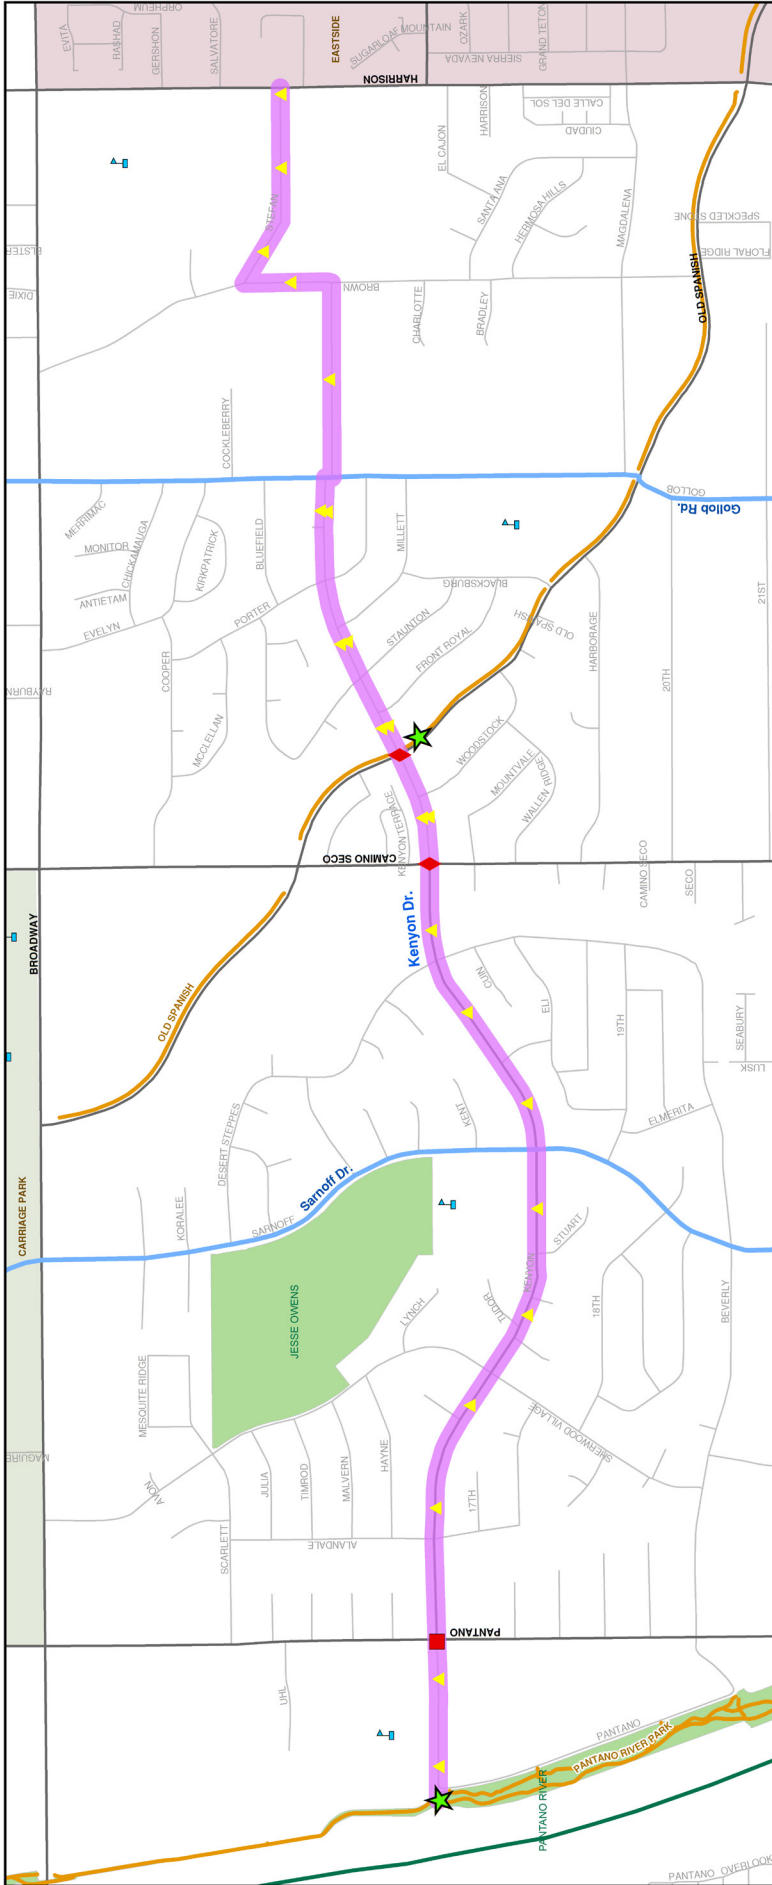 ORPHEUM
EVITA
RASHAD
GERSHON
SALVATORE
EASTSIDE
SUGARLOAF MOUNTAIN
OZARK
SIERRA NEVADA
GRAND TETON
HARRISON
EL CAJON
HARRISON
CALLE DEL SOL
CIUDAD
SANTA ANA
HERMOSA HILLS
MAGDALENA
SPECKLED STONE
FLORAL RIDGE
STEFAN
ELSTER
DIXIE
BROWN
CHARLOTTE
BRADLEY
OLD SPANISH
COCKLEBERRY
GOLLOB
Gollob Rd.
MERRIMAC
MONITOR
CHICKAMAUGA
KIRKPATRICK
BLUEFIELD
MILLETT
ANTIETAM
EVELYN
PORTER
BLACKSBURG
STAUNTON
FRONT ROYAL
OLD SPANISH
HARBORAGE
21ST
20TH
COOPER
RAYBURN
MCCLELLAN
WOODSTOCK
MOUNTVALE
WALLEN RIDGE
KENYON TERRACE
CAMINO SECO
CAMINO SECO
SECO
BROADWAY
Kenyon Dr.
OLD SPANISH
CUIN
ELI
19TH
SEABURY
LUSK
DESERT STEPPES
KENT
ELMERITA
CARRIAGE PARK
KORALEE
Sarnoff Dr.
SARNOFF
STUART
KENYON
JESSE OWENS
LYNCH
TUDOR
18TH
BEVERLY
MESQUITE RIDGE
MAGUIRE
AVON
JULIA
TIMROD
MALVERN
HAYNE
SHERWOOD VILLAGE
17TH
SCARLETT
ALANDALE
PANTANO
UHL
PANTANO
PANTANO RIVER PARK
PANTANO RIVER
PANTANO OVERLOOK